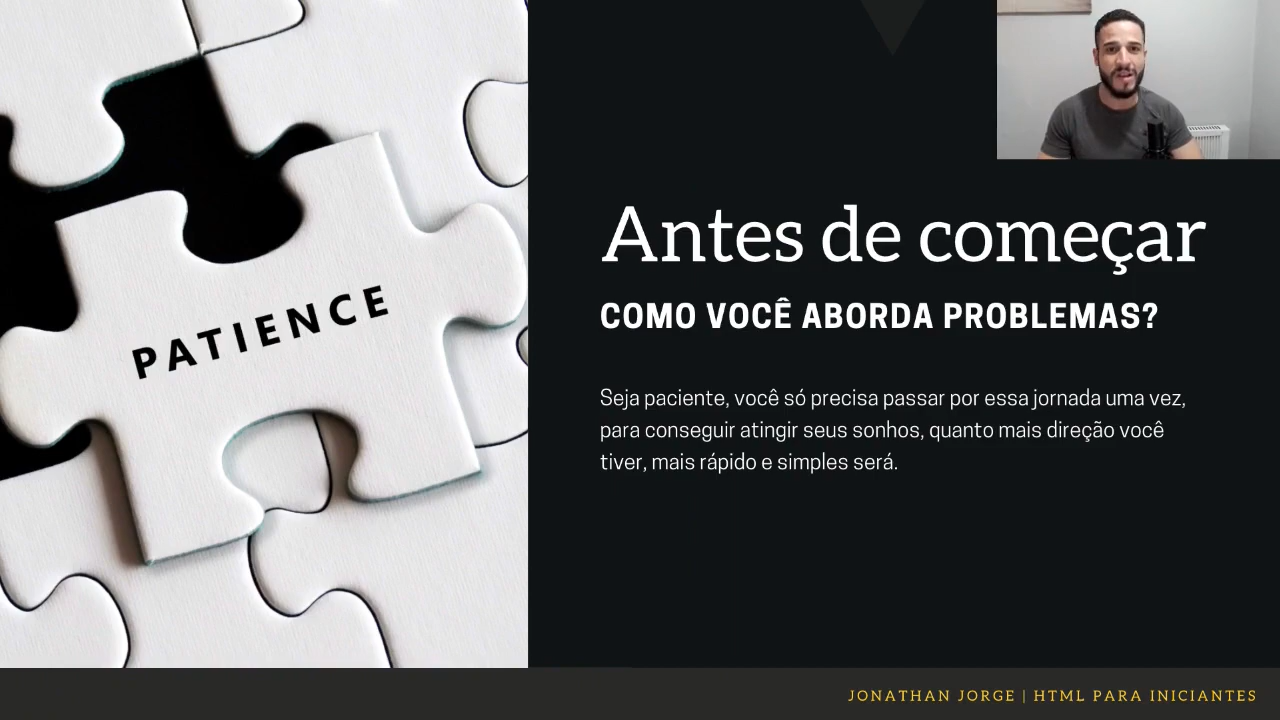 PATIENCE
Antes de começar
COMO VOCÊ ABORDA PROBLEMAS?
Seja paciente, você só precisa passar por essa jornada uma vez,
para conseguir atingir seus sonhos, quanto mais direção você
tiver, mais rápido e simples será.
JONATHAN JORGE | HTML PARA INICIANTES